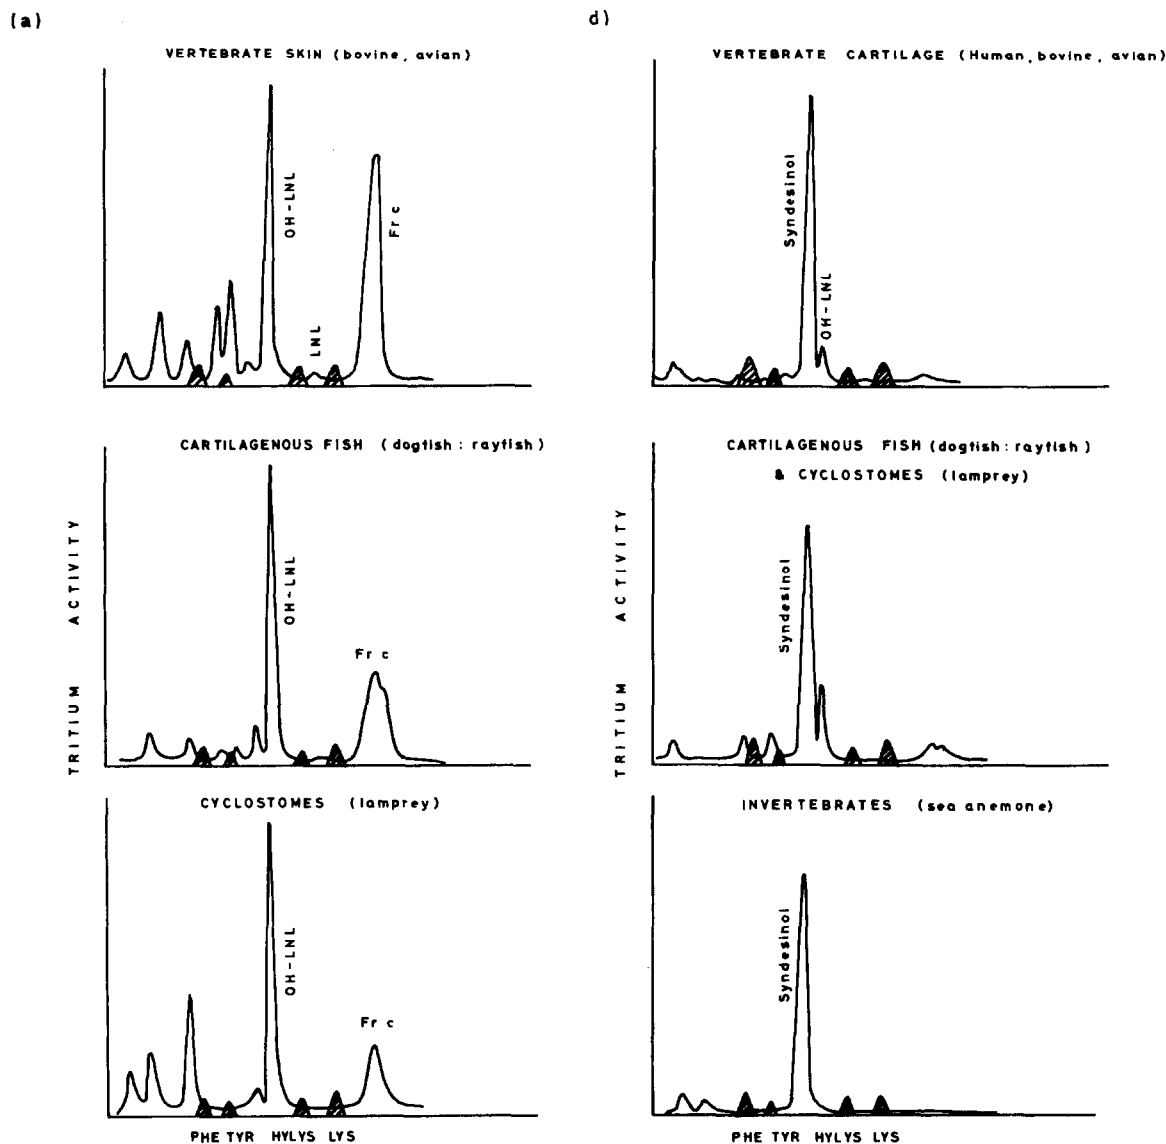 (a)
VERTEBRATE SKIN (bovine, avian)
OH-LNL
LNL
Fr c
CARTILAGENOUS FISH (dogfish: rayfish)
OH-LNL
Fr c
TRITIUM ACTIVITY
CYCLOSTOMES (lamprey)
OH-LNL
Fr c
PHE TYR HYLYS LYS
d)
VERTEBRATE CARTILAGE (Human, bovine, avian)
Syndesinol
OH-LNL
CARTILAGENOUS FISH (dogfish: rayfish)
& CYCLOSTOMES (lamprey)
Syndesinol
TRITIUM ACTIVITY
INVERTEBRATES (sea anemone)
Syndesinol
PHE TYR HYLYS LYS